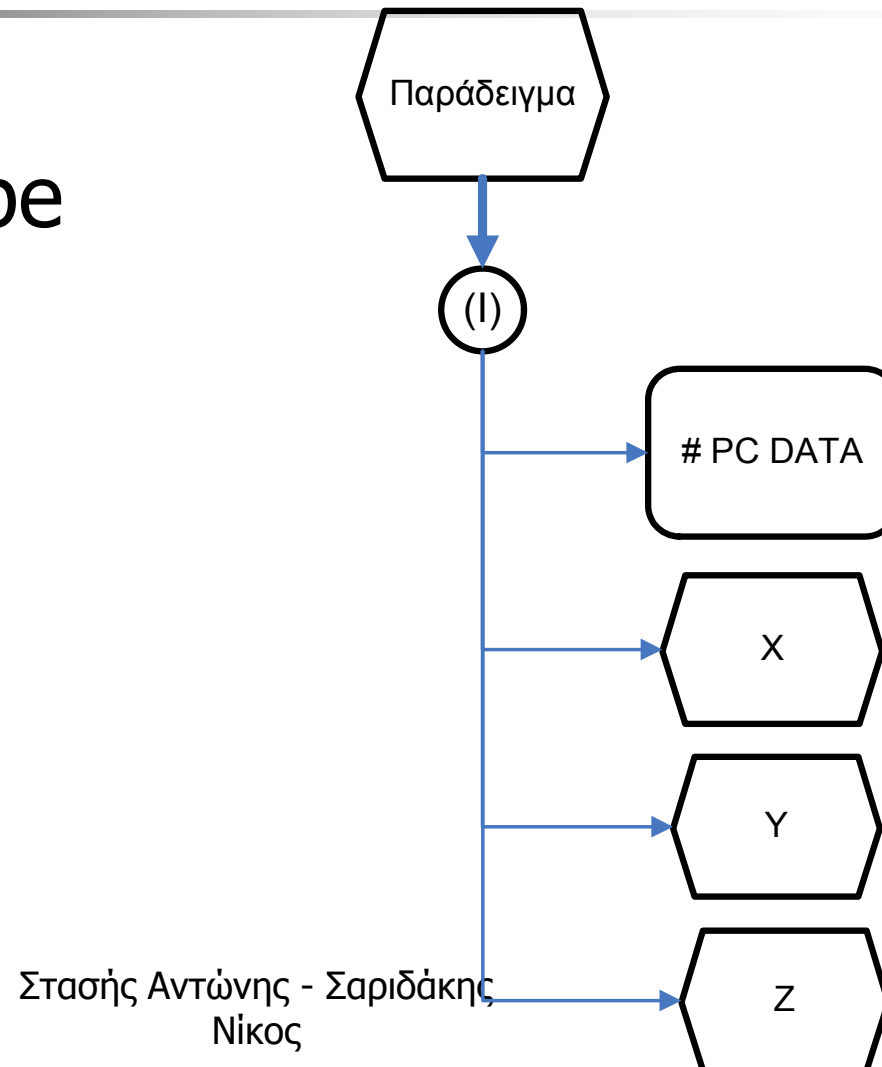 Παράδειγμα
pe
(I)
# PC DATA
X
Y
Z
Στασής Αντώνης - Σαριδάκης
Νίκος